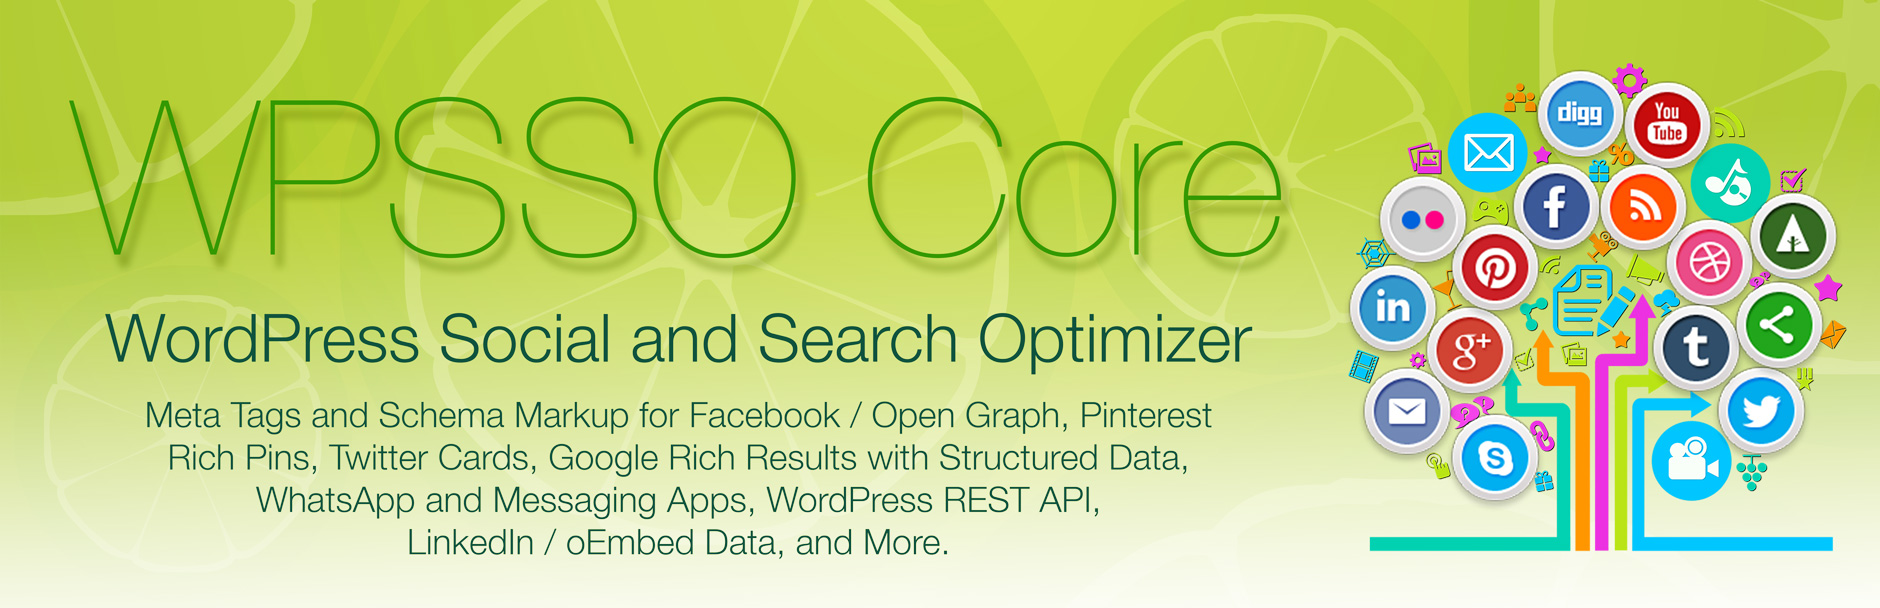 WPSSO Core
WordPress Social and Search Optimizer
Meta Tags and Schema Markup for Facebook / Open Graph, Pinterest
Rich Pins, Twitter Cards, Google Rich Results with Structured Data,
WhatsApp and Messaging Apps, WordPress REST API,
LinkedIn / oEmbed Data, and More.
digg
You
Tube
f
in
g+
t
S
%